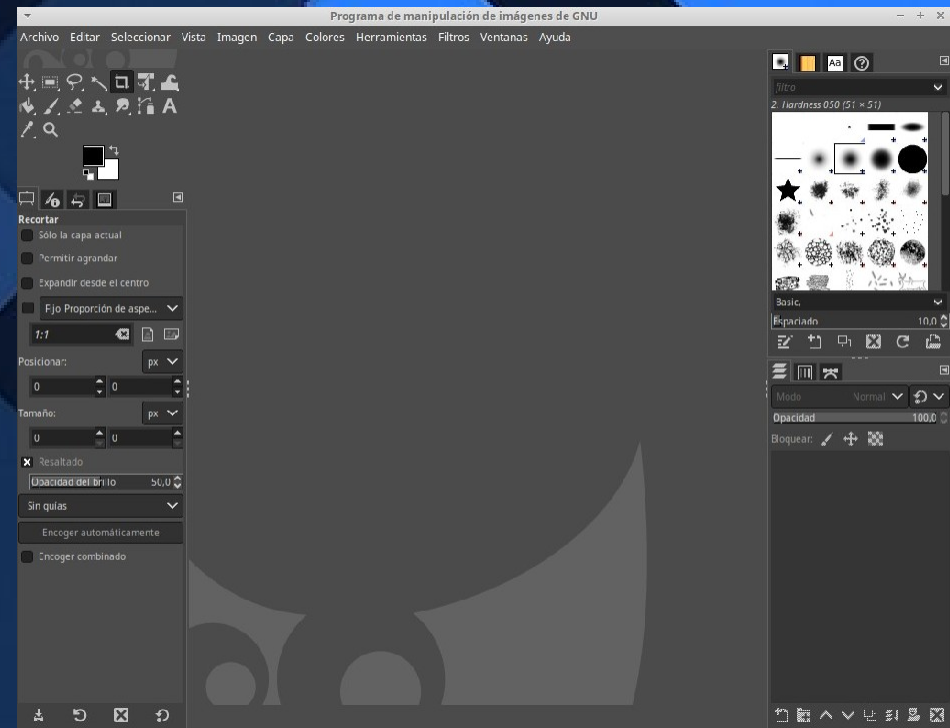 Programa de manipulación de imágenes de GNU
Archivo Editar Seleccionar Vista Imagen Capa Colores Herramientas Filtros Ventanas Ayuda
A
Aa
filtro
2. Hardness 050 (51 × 51)
Recortar
Sólo la capa actual
Permitir agrandar
Expandir desde el centro
Fijo Proporción de aspe...
1:1
Posicionar:
px
0 0
Tamaño:
px
0 0
Resaltado
Opacidad del brillo 50,0
Sin guías
Encoger automáticamente
Encoger combinado
Basic,
Espaciado 10,0
Modo Normal
Opacidad 100,0
Bloquear: